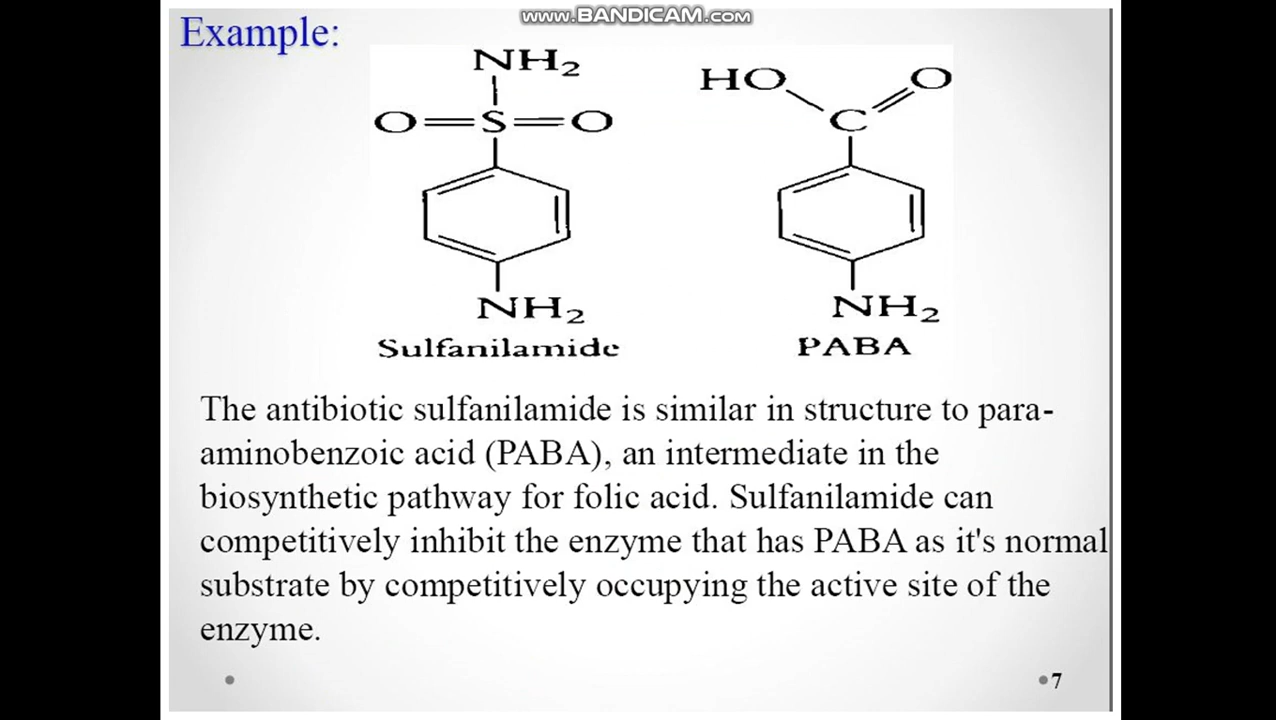 www.BANDICAM.com
Example:
NH2
O=S=O
NH2
Sulfanilamide
HO
O
C
NH2
PABA
The antibiotic sulfanilamide is similar in structure to para-
aminobenzoic acid (PABA), an intermediate in the
biosynthetic pathway for folic acid. Sulfanilamide can
competitively inhibit the enzyme that has PABA as it's normal
substrate by competitively occupying the active site of the
enzyme.
7